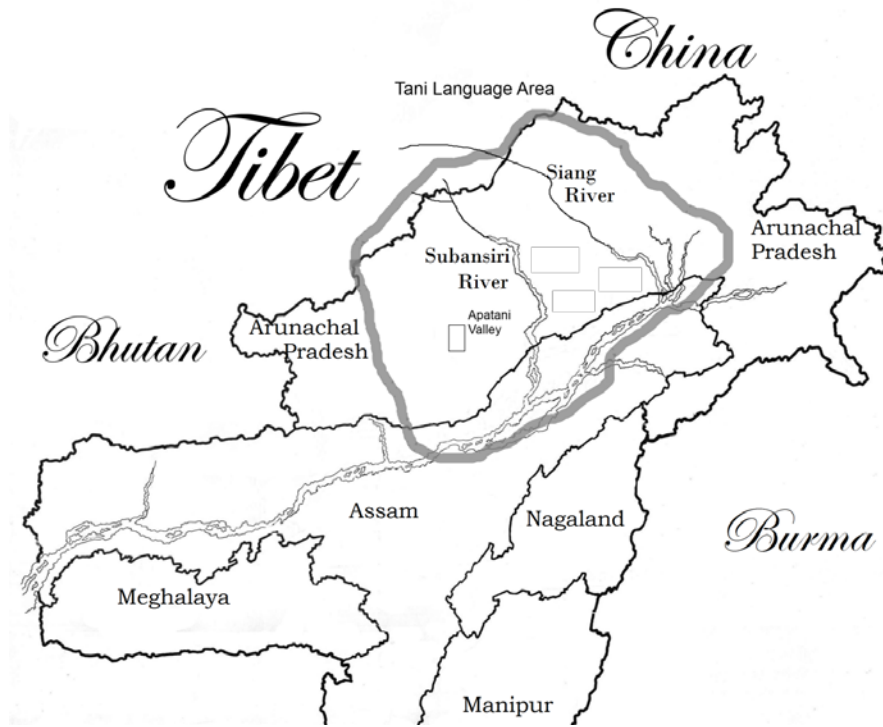 China
Tani Language Area
Tibet
Siang
River
Arunachal
Pradesh
Subansiri
River
Apatani
Valley
Arunachal
Pradesh
Bhutan
Assam
Nagaland
Burma
Meghalaya
Manipur